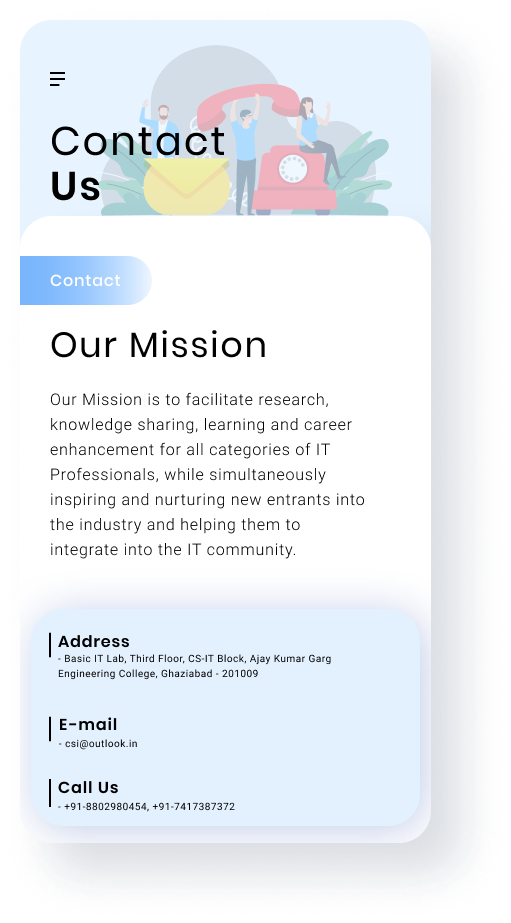 Contact
Us
Contact
Our Mission
Our Mission is to facilitate research,
knowledge sharing, learning and career
enhancement for all categories of IT
Professionals, while simultaneously
inspiring and nurturing new entrants into
the industry and helping them to
integrate into the IT community.
Address
- Basic IT Lab, Third Floor, CS-IT Block, Ajay Kumar Garg
Engineering College, Ghaziabad - 201009
E-mail
- csi@outlook.in
Call Us
- +91-8802980454, +91-7417387372